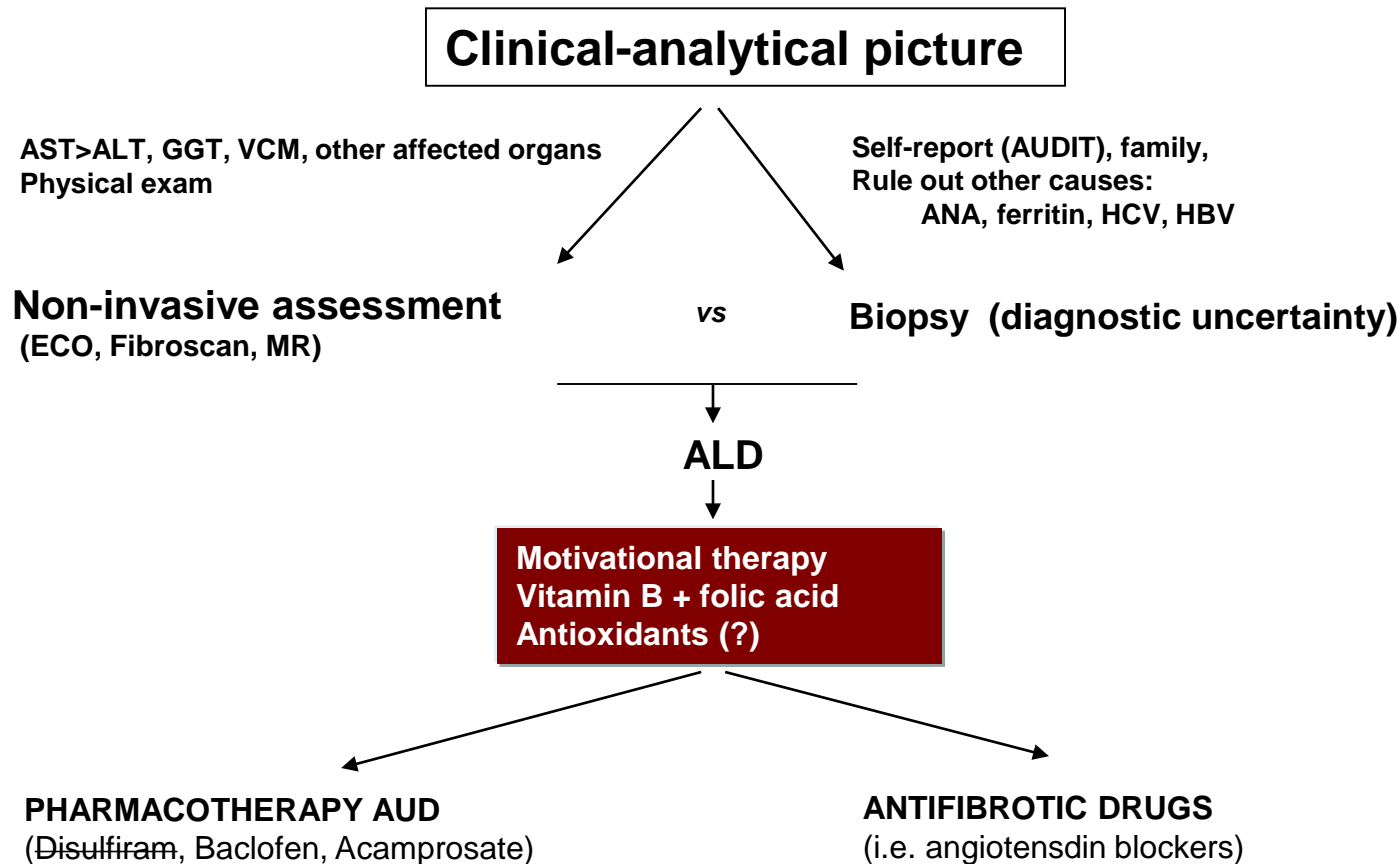 Clinical-analytical picture
AST>ALT, GGT, VCM, other affected organs
Physical exam
Self-report (AUDIT), family,
Rule out other causes:
ANA, ferritin, HCV, HBV
Non-invasive assessment
(ECO, Fibroscan, MR)
vs
Biopsy (diagnostic uncertainty)
ALD
Motivational therapy
Vitamin B + folic acid
Antioxidants (?)
PHARMACOTHERAPY AUD
(Disulfiram, Baclofen, Acamprosate)
ANTIFIBROTIC DRUGS
(i.e. angiotensdin blockers)